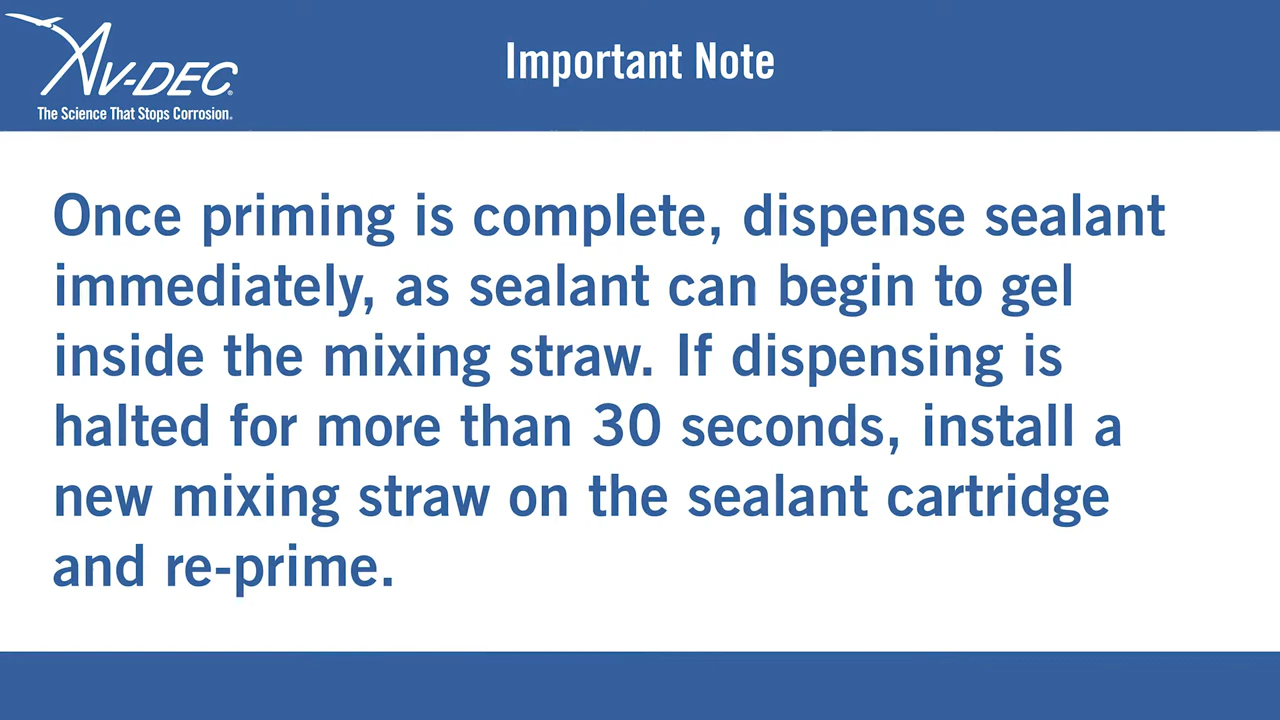 AV-DEC®
The Science That Stops Corrosion.®
Important Note
Once priming is complete, dispense sealant
immediately, as sealant can begin to gel
inside the mixing straw. If dispensing is
halted for more than 30 seconds, install a
new mixing straw on the sealant cartridge
and re-prime.